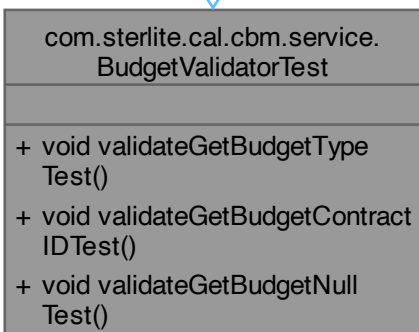 com.sterlite.cal.cbm.service.
BudgetValidatorTest
+ void validateGetBudgetType
Test()
+ void validateGetBudgetContract
IDTest()
+ void validateGetBudgetNull
Test()